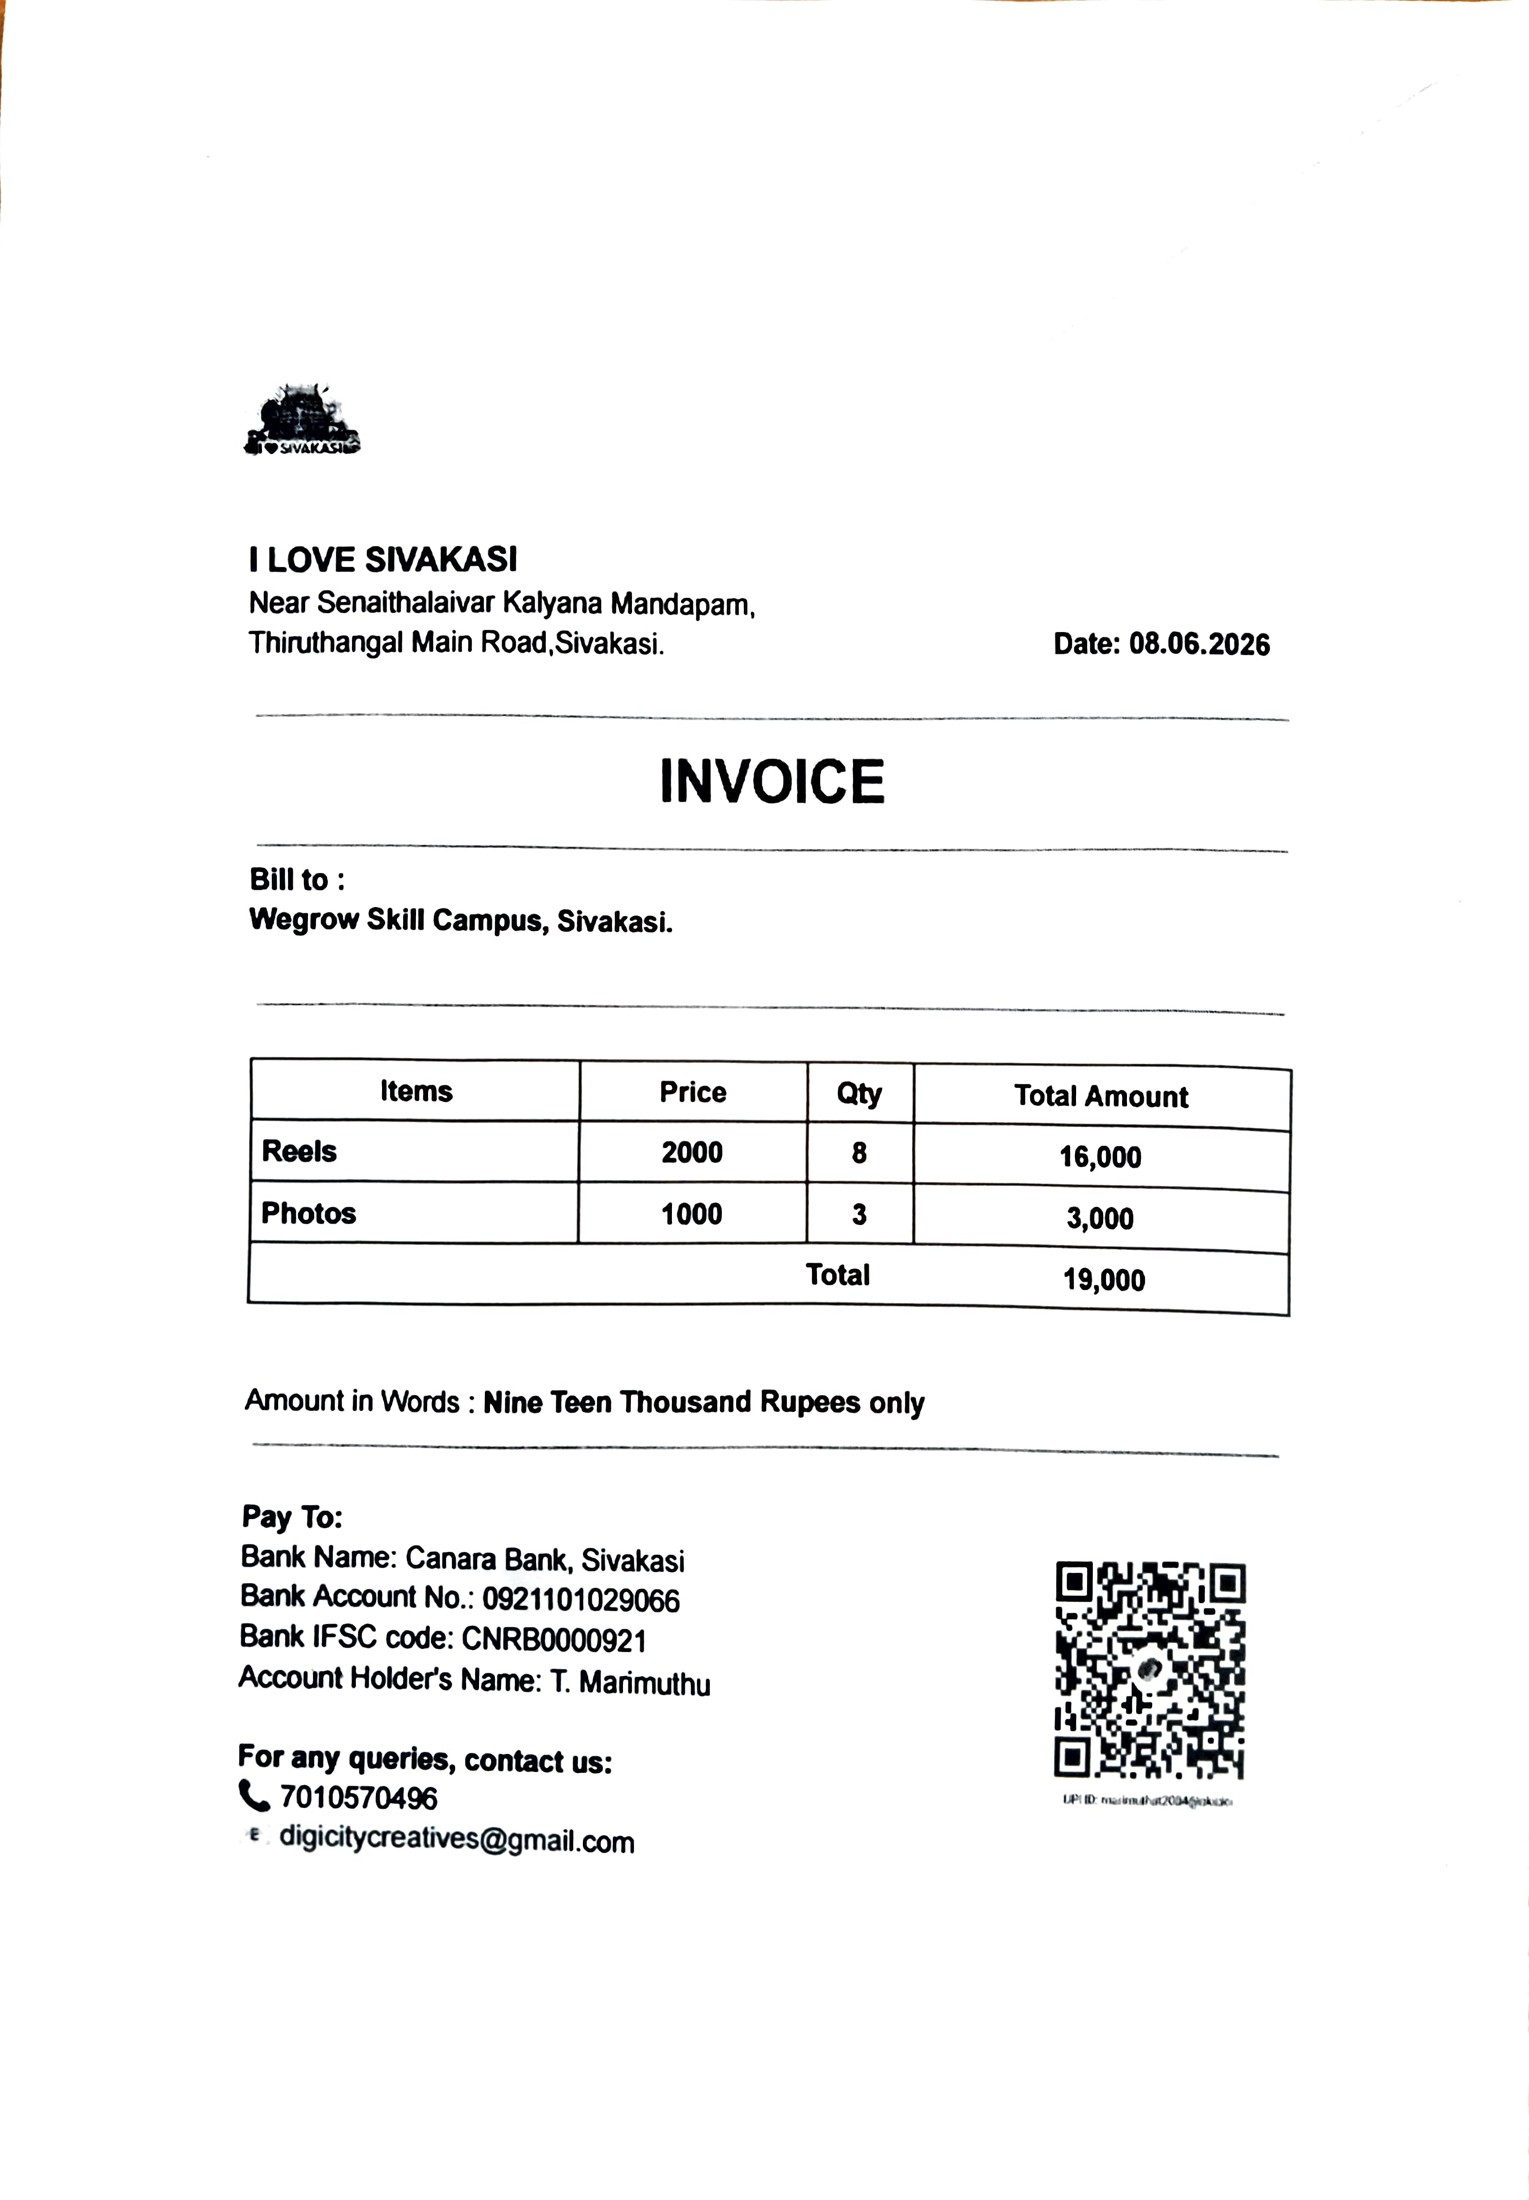 I ♥ SIVAKASI
I LOVE SIVAKASI
Near Senaithalaivar Kalyana Mandapam,
Thiruthangal Main Road,Sivakasi.
Date: 08.06.2026
INVOICE
Bill to :
Wegrow Skill Campus, Sivakasi.
Items Price Qty Total Amount
Reels 2000 8 16,000
Photos 1000 3 3,000
Total 19,000
Amount in Words : Nine Teen Thousand Rupees only
Pay To:
Bank Name: Canara Bank, Sivakasi
Bank Account No.: 0921101029066
Bank IFSC code: CNRB0000921
Account Holder's Name: T. Marimuthu
For any queries, contact us:
7010570496
E digicitycreatives@gmail.com
UPI ID: